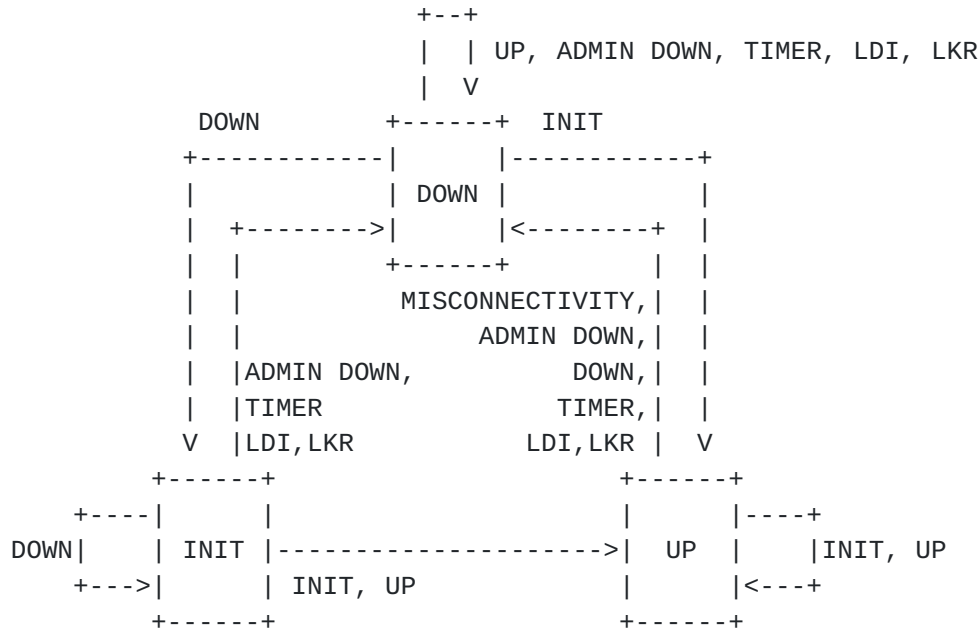 UP, ADMIN DOWN, TIMER, LDI, LKR
V
DOWN INIT
DOWN
MISCONNECTIVITY,
ADMIN DOWN,
ADMIN DOWN, DOWN,
TIMER TIMER,
V LDI,LKR LDI,LKR V
DOWN INIT UP INIT, UP
INIT, UP